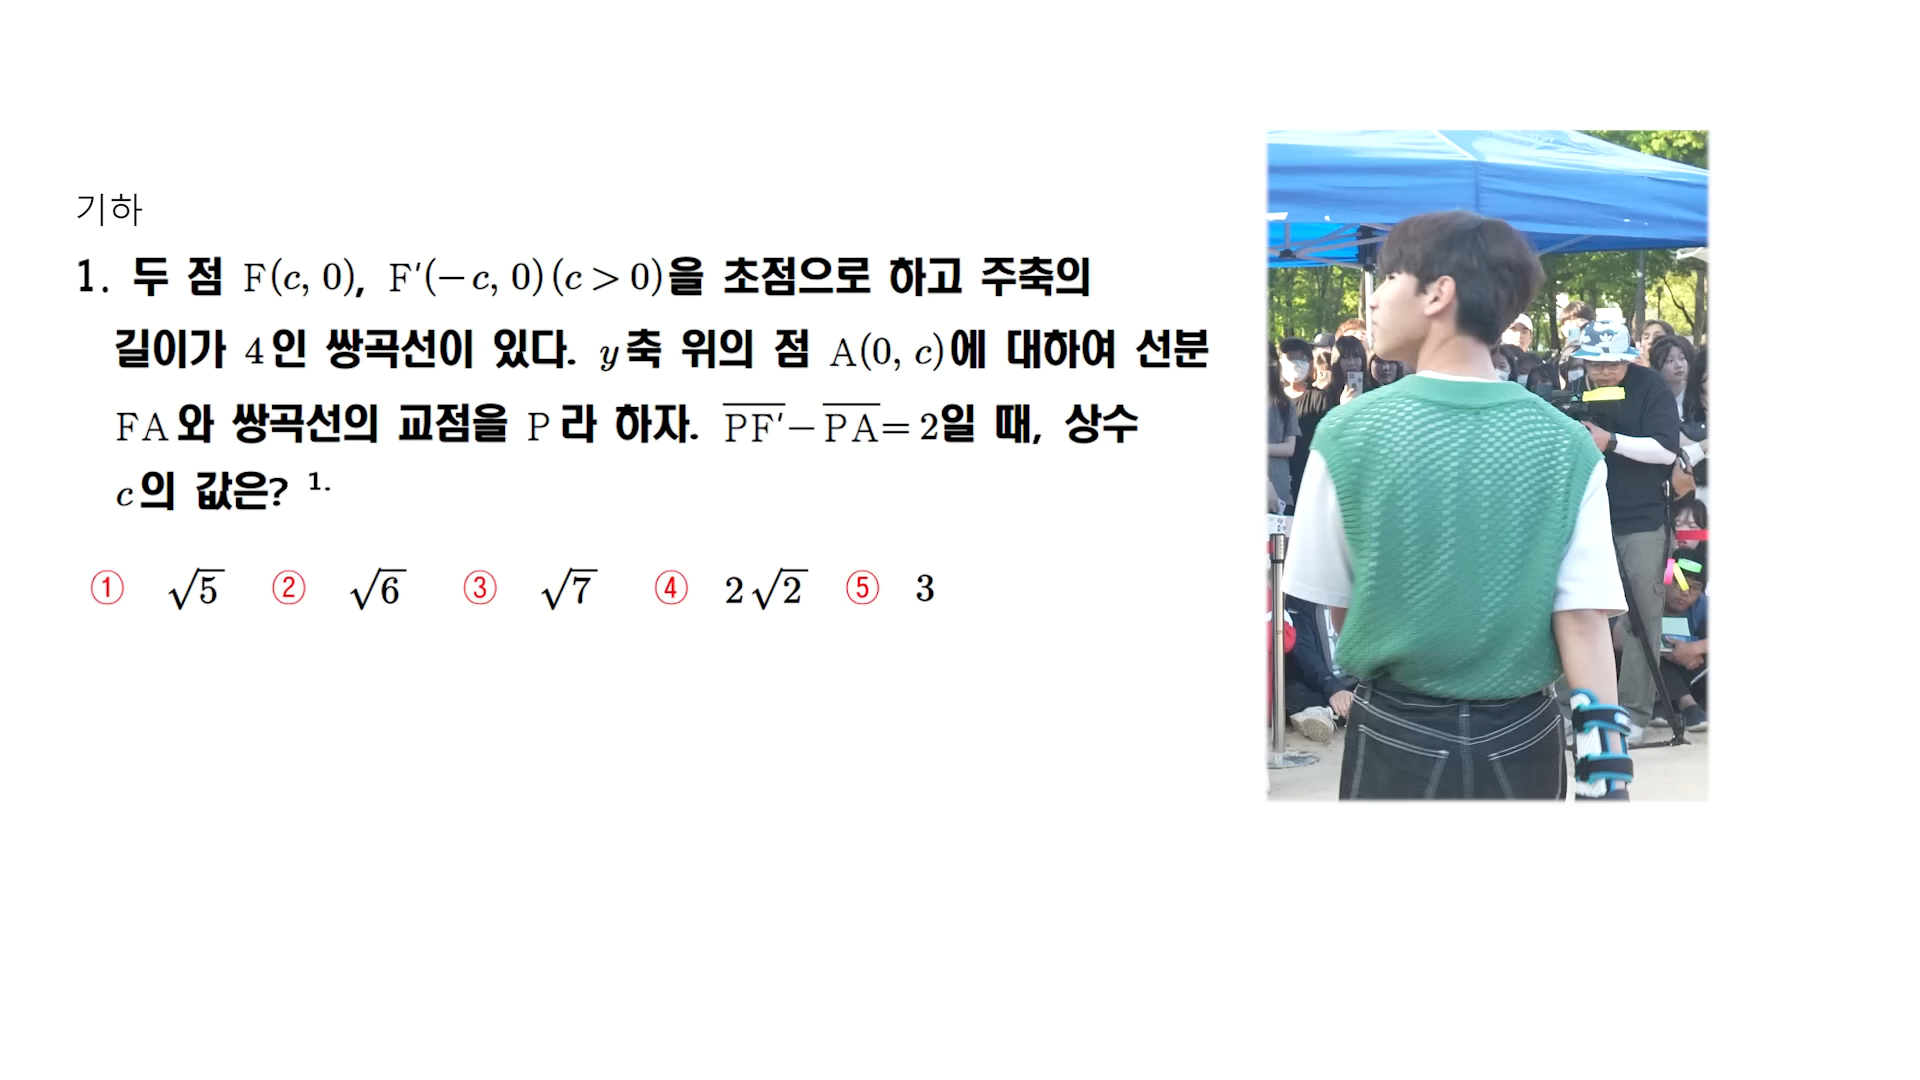 기하
1. 두 점 F(c, 0), F′(−c, 0)(c > 0)을 초점으로 하고 주축의
길이가 4인 쌍곡선이 있다. y축 위의 점 A(0, c)에 대하여 선분
FA와 쌍곡선의 교점을 P라 하자. \overline{PF′}−\overline{PA}=2일 때, 상수
c의 값은? 1.
① √5 ② √6 ③ √7 ④ 2√2 ⑤ 3